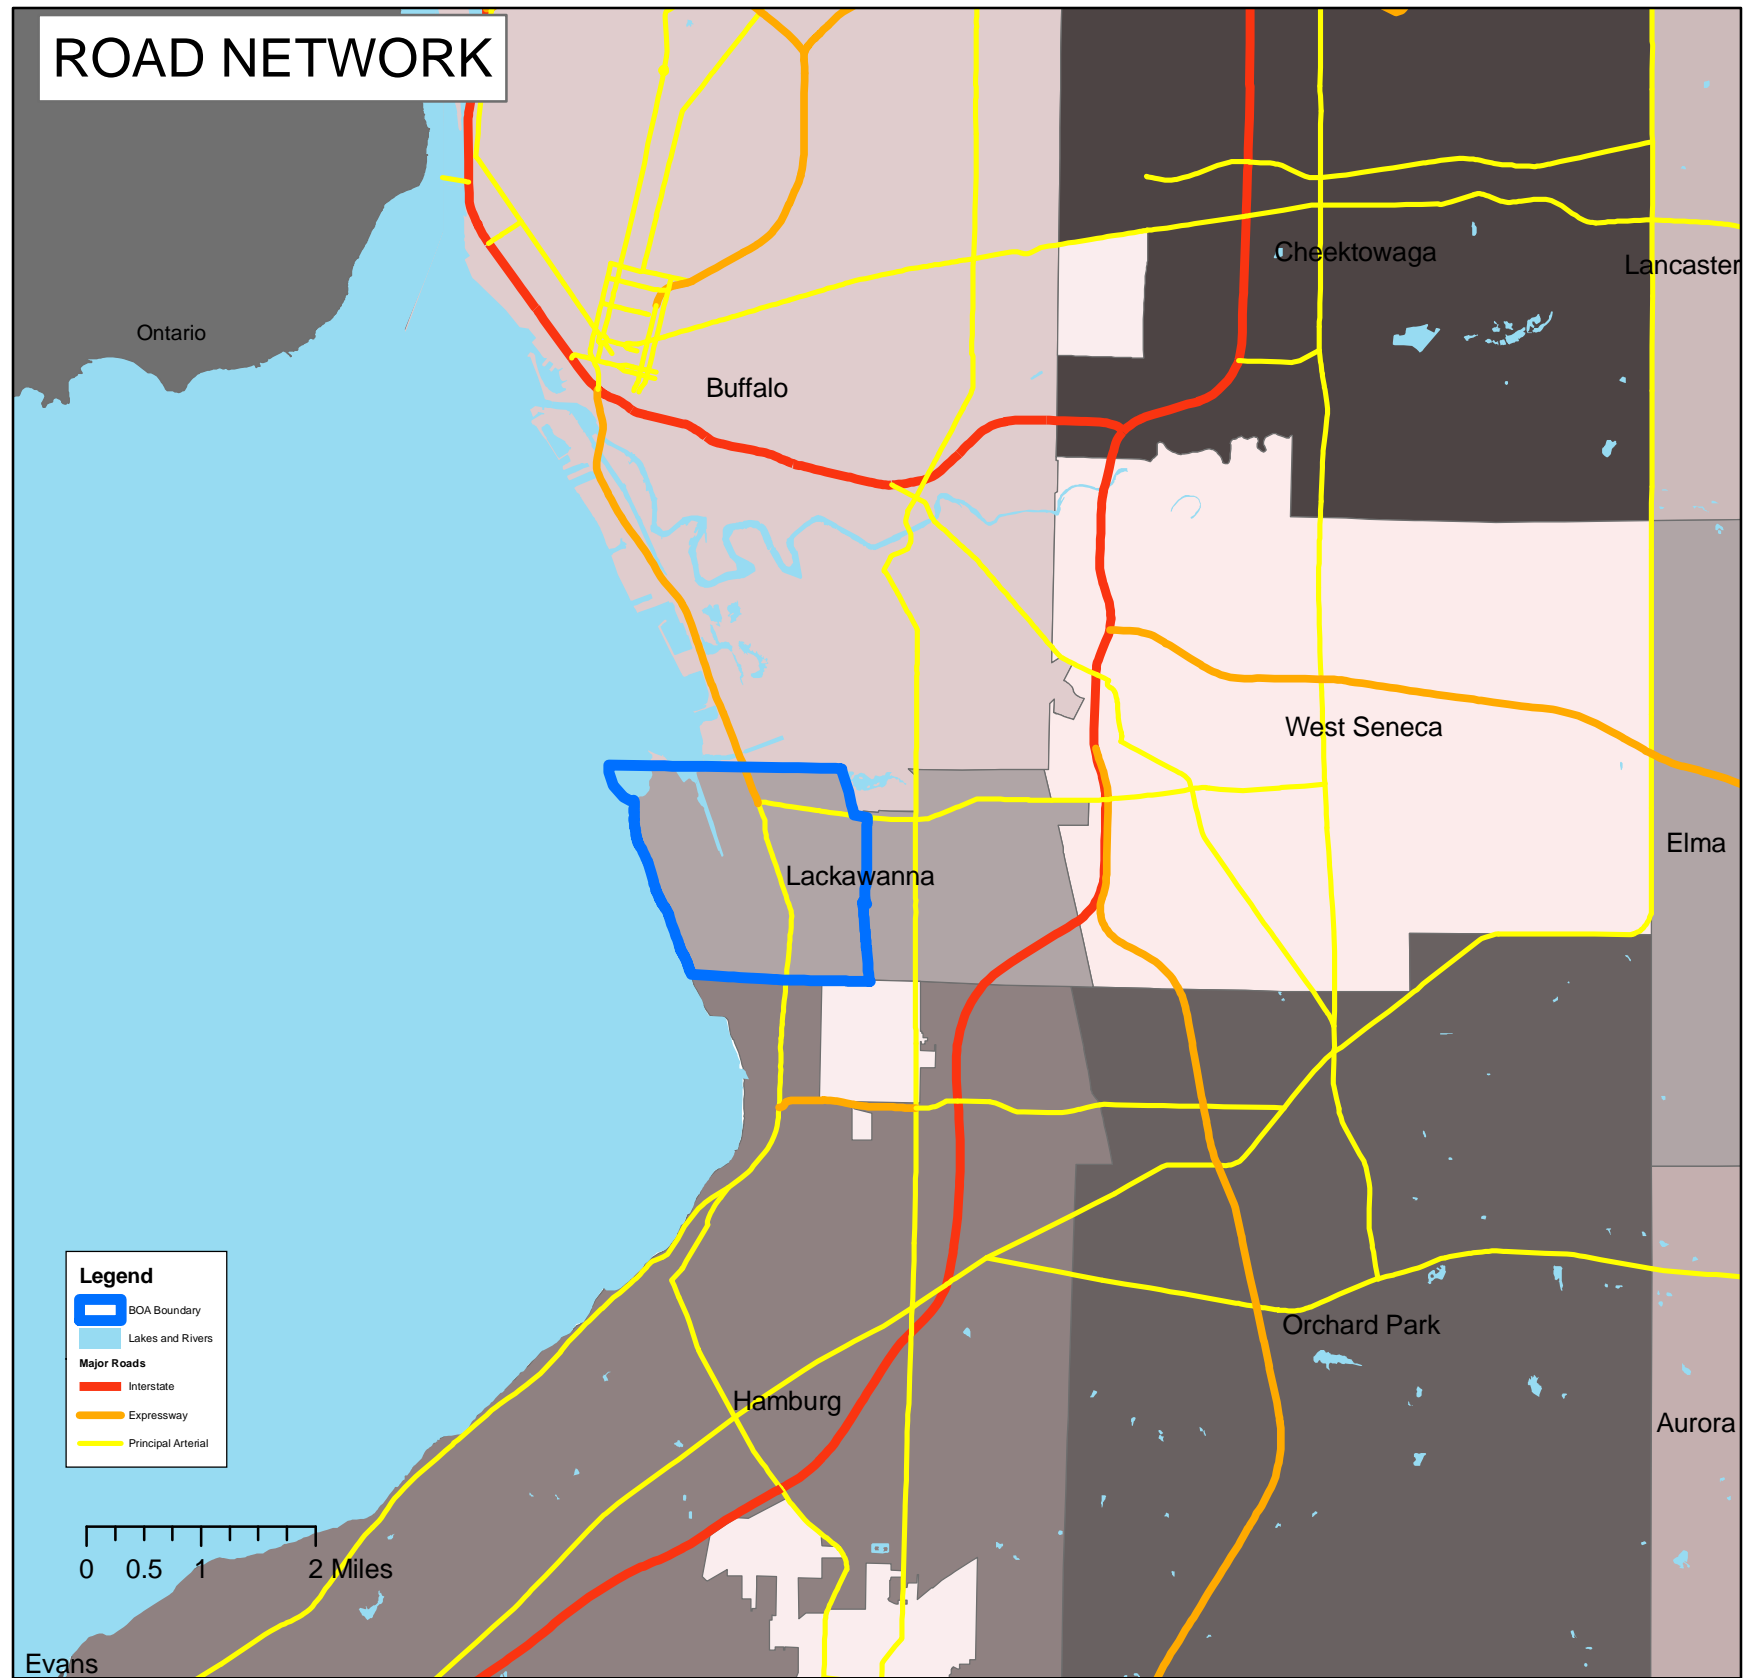 ROAD NETWORK
Cheektowaga
Lancaster
Ontario
Buffalo
West Seneca
Elma
Lackawanna
Legend
BOA Boundary
Lakes and Rivers
Major Roads
Interstate
Expressway
Principal Arterial
Orchard Park
Hamburg
Aurora
0 0.5 1 2 Miles
Evans